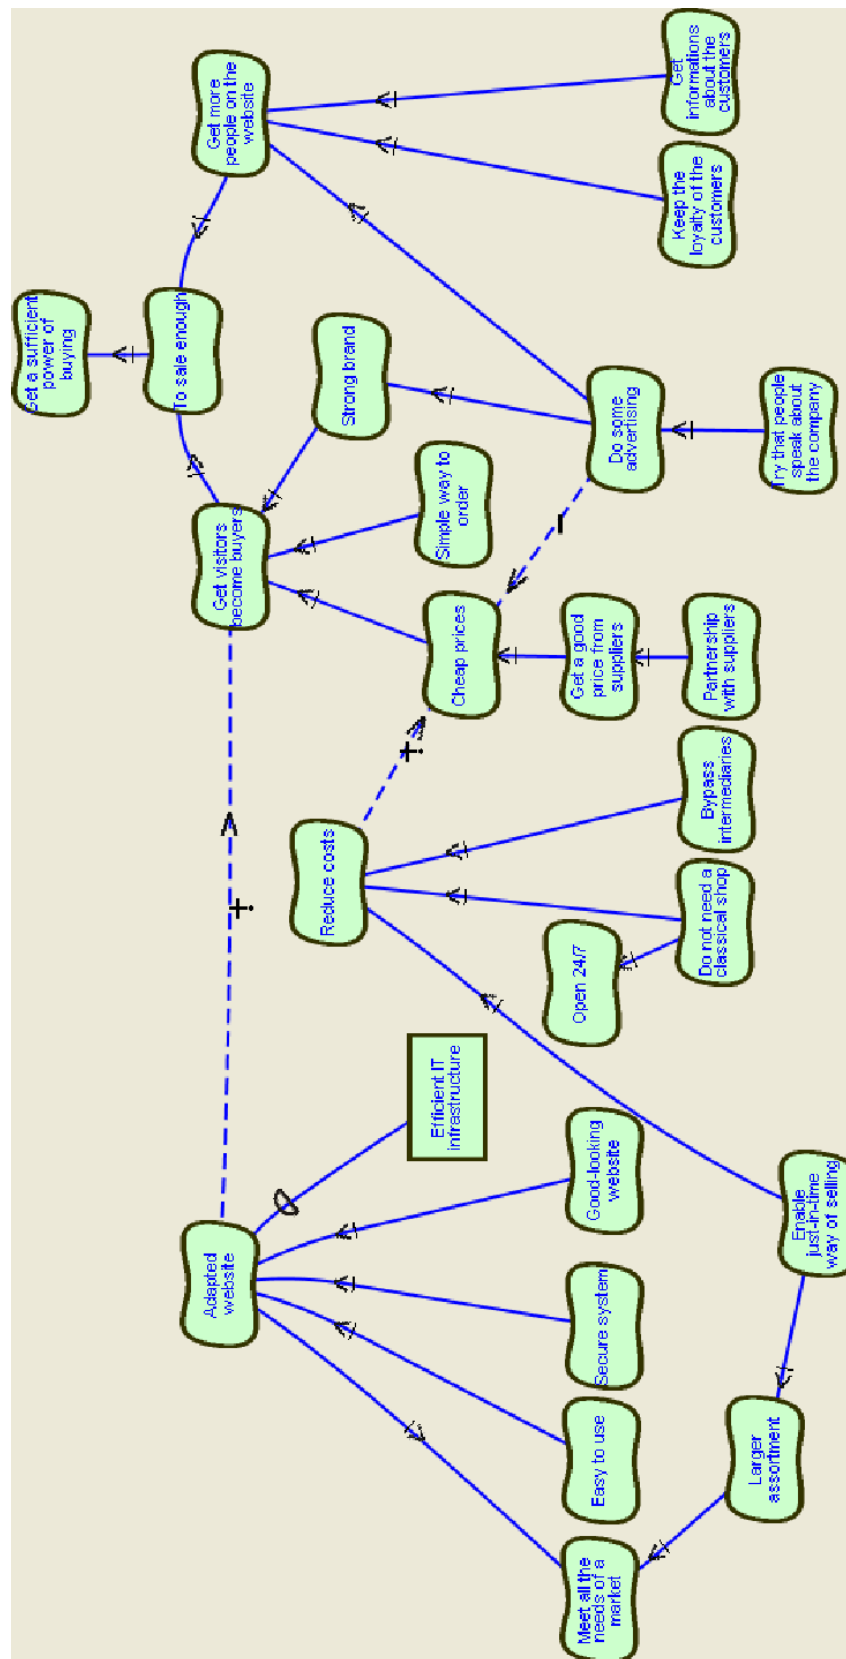 Get a sufficient
power of
buying
Adapted
website
Get visitors
become buyers
To sale enough
Get more
people on the
website
Reduce costs
Strong brand
Efficient IT
infrastructure
Cheap prices
Simple way to
order
Meet all the
needs of a
market
Easy to use
Secure system
Good-looking
website
Open 24/7
Get a good
price from
suppliers
Do some
advertising
Keep the
loyalty of the
customers
Get
informations
about the
customers
Larger
assortment
Enable
just-in-time
way of selling
Do not need a
classical shop
Bypass
intermediaries
Partnership
with suppliers
Try that people
speak about
the company